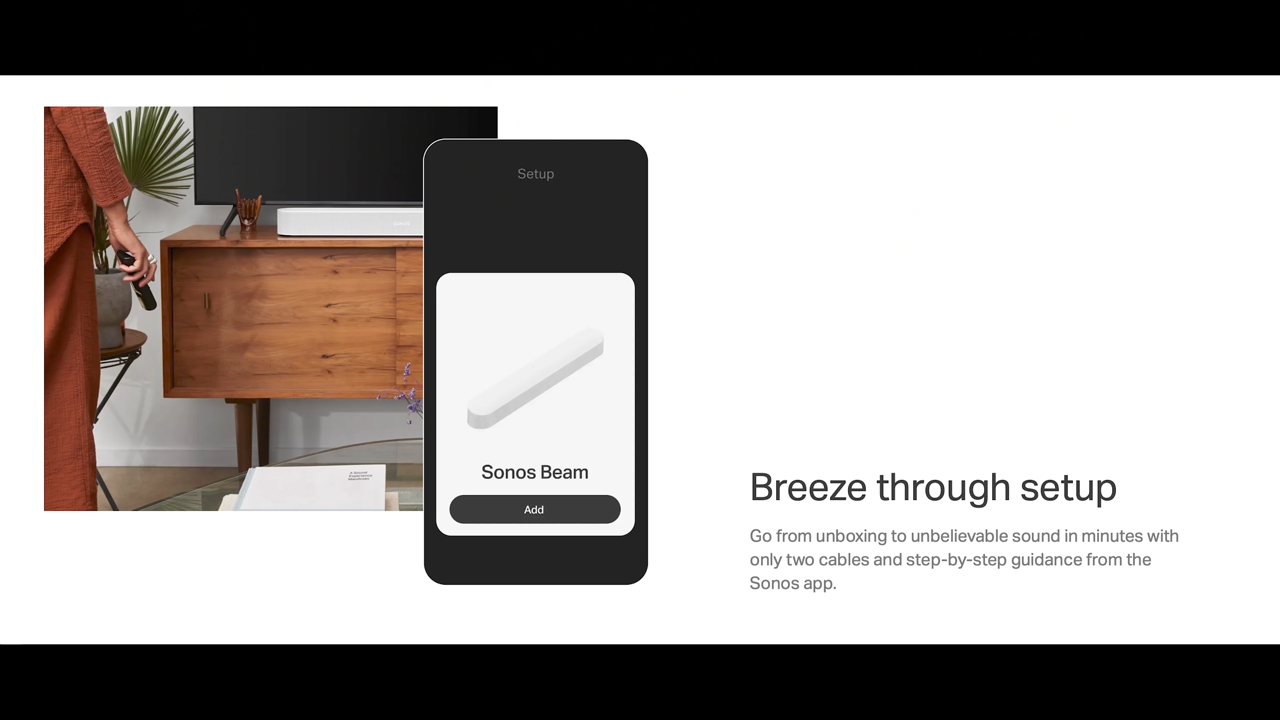 Setup
Sonos Beam
Add
Breeze through setup
Go from unboxing to unbelievable sound in minutes with
only two cables and step-by-step guidance from the
Sonos app.